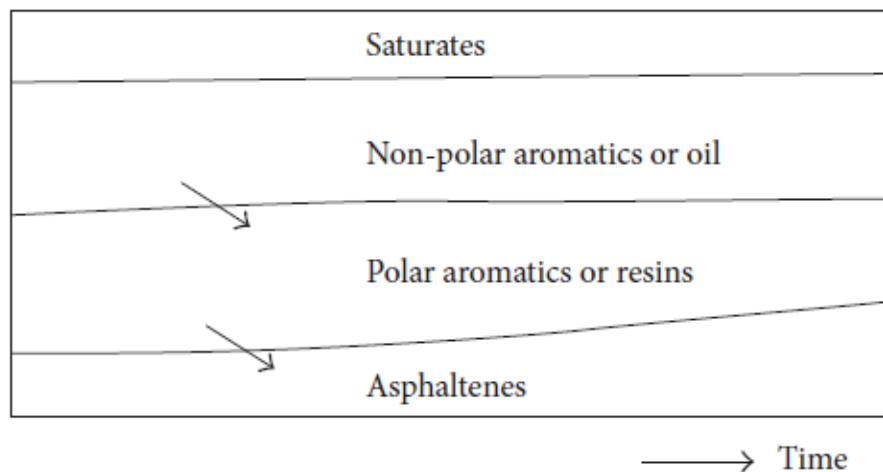 Saturates
Non-polar aromatics or oil
Polar aromatics or resins
Asphaltenes
Time